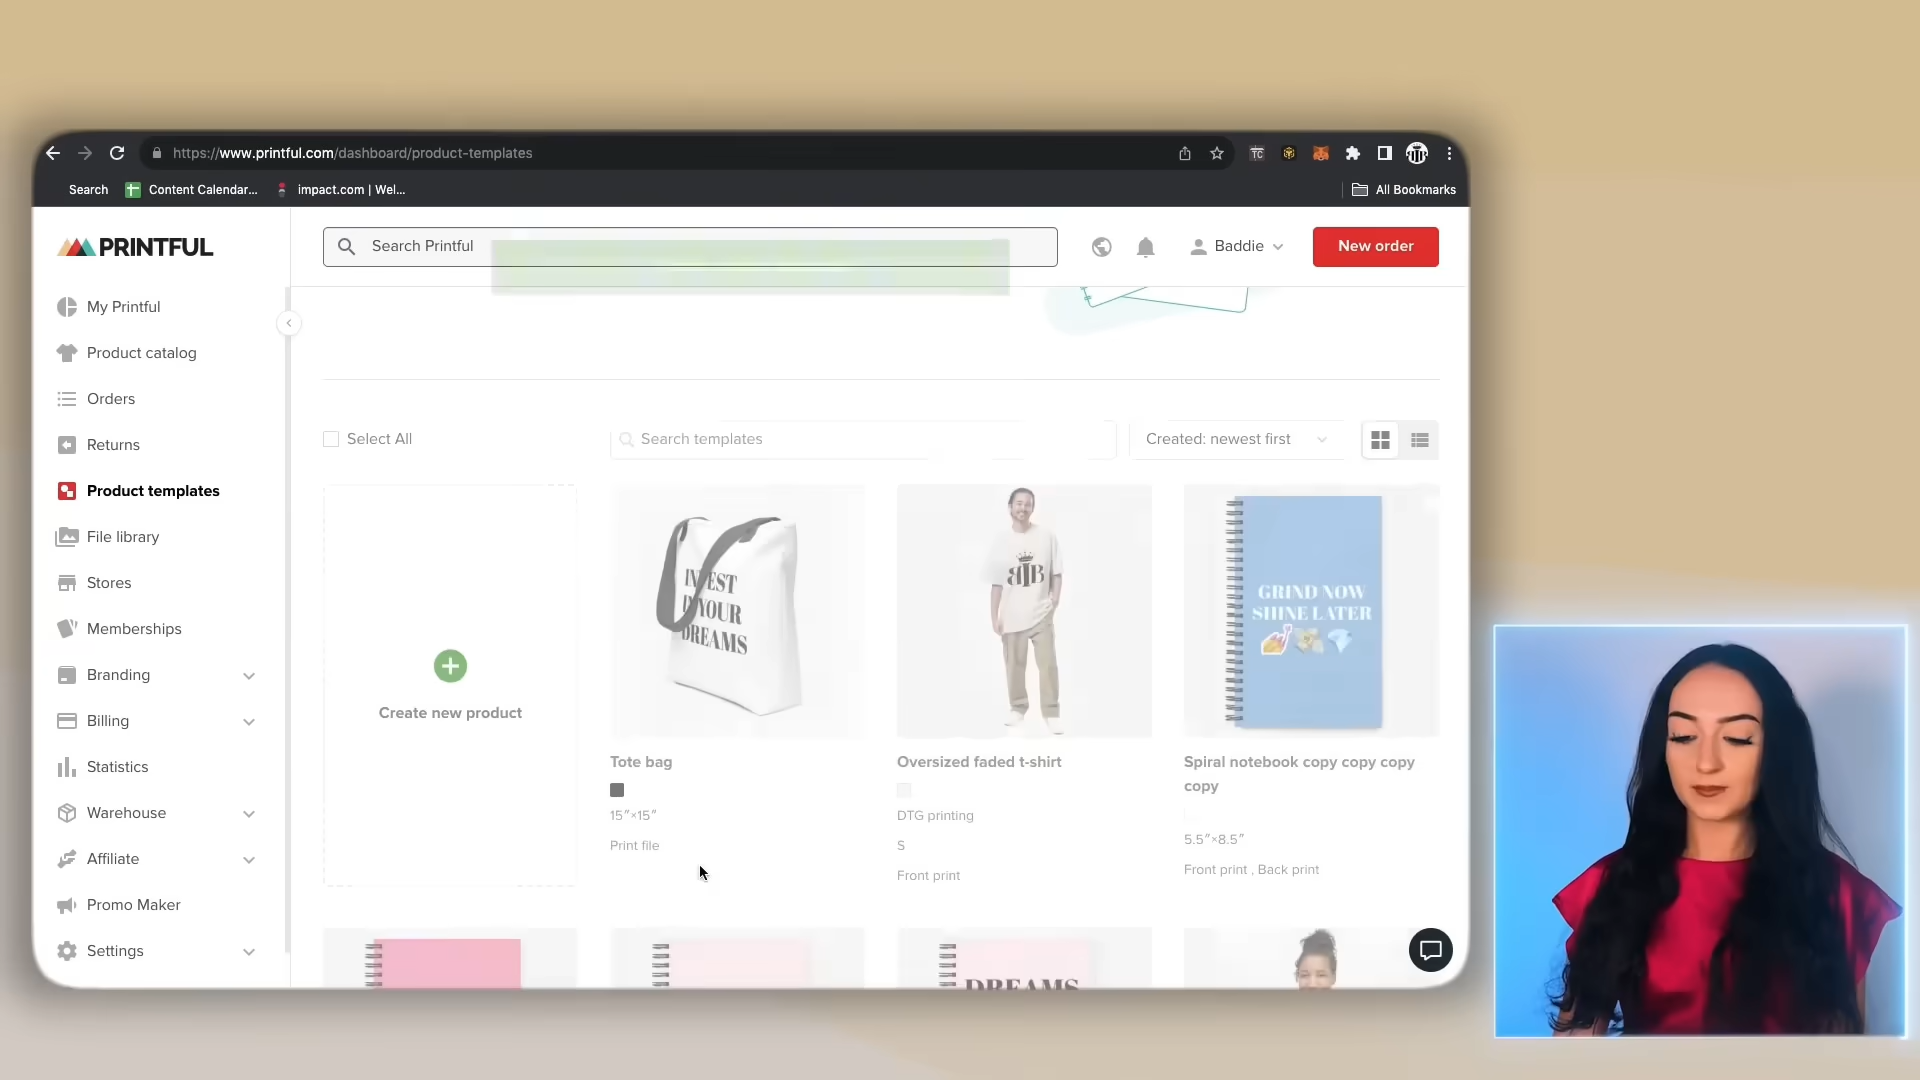 https://www.printful.com/dashboard/product-templates
TC
Search
Content Calendar...
impact.com | Wel...
All Bookmarks
PRINTFUL
Search Printful
Baddie
New order
My Printful
Product catalog
Orders
Returns
Product templates
File library
Stores
Memberships
Branding
Billing
Statistics
Warehouse
Affiliate
Promo Maker
Settings
Select All
Search templates
Created: newest first
Create new product
INVEST
IN YOUR
DREAMS
BTB
GRIND NOW
SHINE LATER
Tote bag
15″×15″
Print file
Oversized faded t-shirt
DTG printing
S
Front print
Spiral notebook copy copy copy
copy
5.5″×8.5″
Front print , Back print
DREAMS